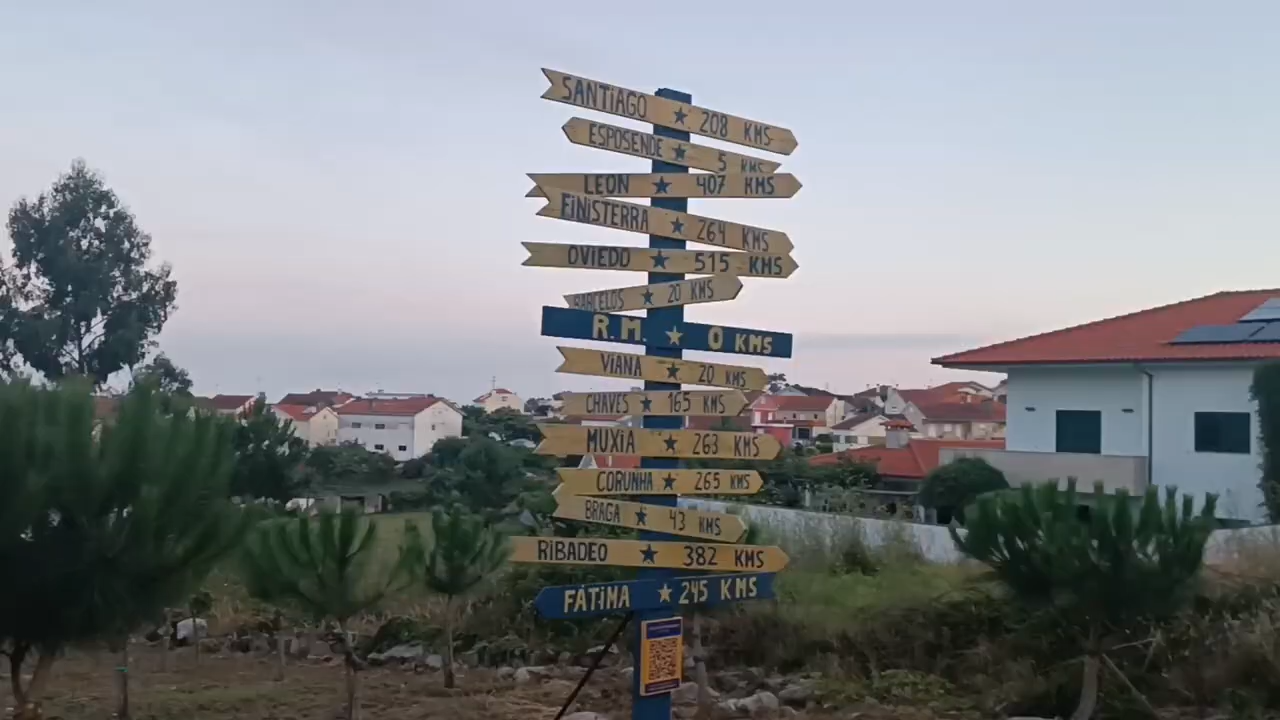 SANTIAGO ★ 208 KMS
ESPOSENDE ★ 5 KMS
LEON ★ 407 KMS
FINISTERRA ★ 264 KMS
OVIEDO ★ 515 KMS
BARCELOS ★ 20 KMS
R.M. ★ 0 KMS
VIANA ★ 20 KMS
CHAVES ★ 165 KMS
MUXIA ★ 263 KMS
CORUNHA ★ 265 KMS
BRAGA ★ 43 KMS
RIBADEO ★ 382 KMS
FÁTIMA ★ 245 KMS